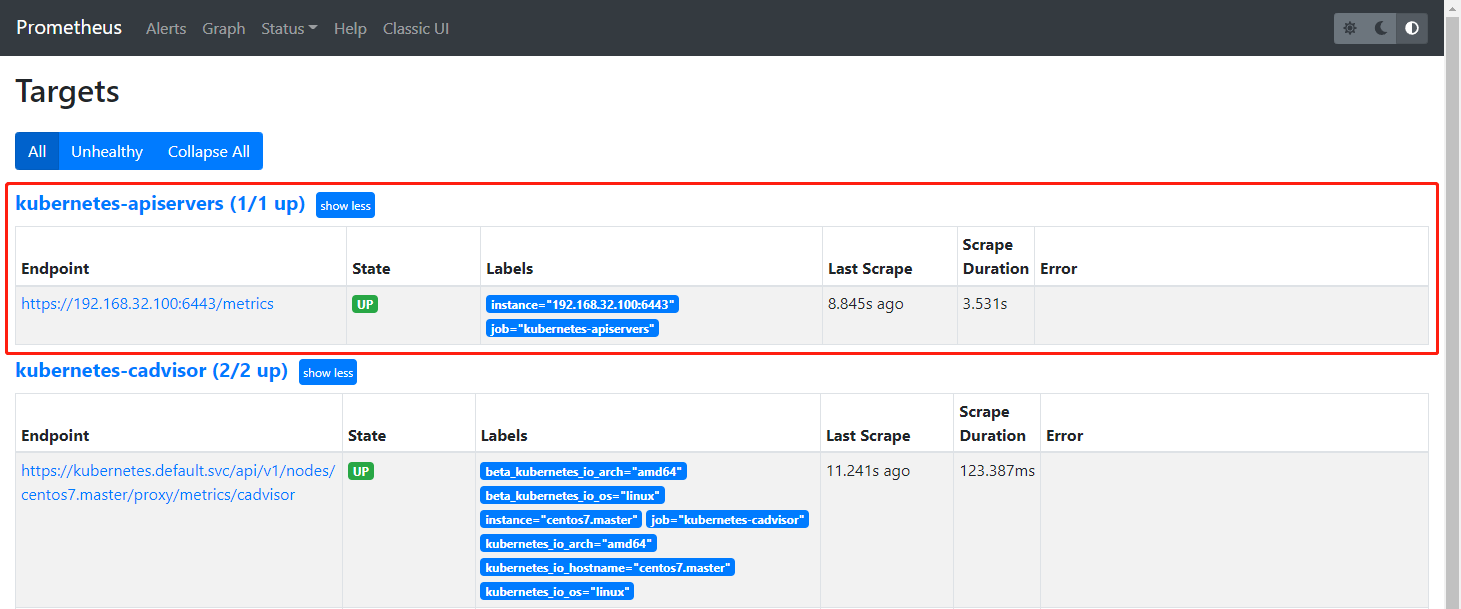 Prometheus Alerts Graph Status Help Classic UI
Targets
All Unhealthy Collapse All
kubernetes-apiservers (1/1 up) show less
Endpoint State Labels Last Scrape Scrape Duration Error
https://192.168.32.100:6443/metrics UP instance="192.168.32.100:6443" 8.845s ago 3.531s
job="kubernetes-apiservers"
kubernetes-cadvisor (2/2 up) show less
Endpoint State Labels Last Scrape Scrape Duration Error
https://kubernetes.default.svc/api/v1/nodes/ UP beta_kubernetes_io_arch="amd64" 11.241s ago 123.387ms
centos7.master/proxy/metrics/cadvisor beta_kubernetes_io_os="linux"
instance="centos7.master" job="kubernetes-cadvisor"
kubernetes_io_arch="amd64"
kubernetes_io_hostname="centos7.master"
kubernetes_io_os="linux"